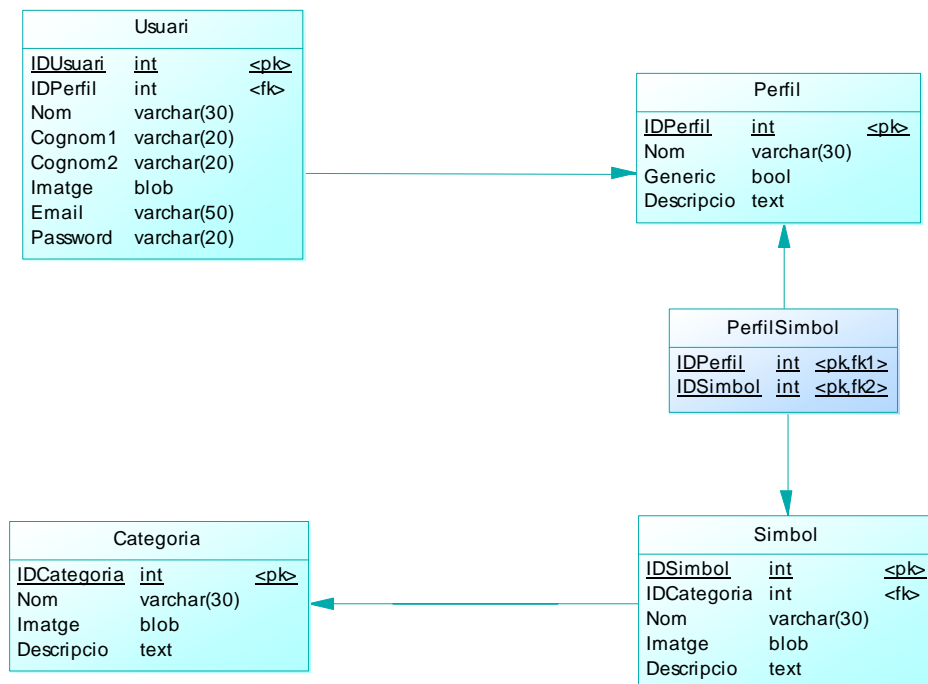 Usuari
IDUsuari int <pk>
IDPerfil int <fk>
Nom varchar(30)
Cognom1 varchar(20)
Cognom2 varchar(20)
Imatge blob
Email varchar(50)
Password varchar(20)
Perfil
IDPerfil int <pk>
Nom varchar(30)
Generic bool
Descripcio text
PerfilSimbol
IDPerfil int <pk,fk1>
IDSimbol int <pk,fk2>
Categoria
IDCategoria int <pk>
Nom varchar(30)
Imatge blob
Descripcio text
Simbol
IDSimbol int <pk>
IDCategoria int <fk>
Nom varchar(30)
Imatge blob
Descripcio text